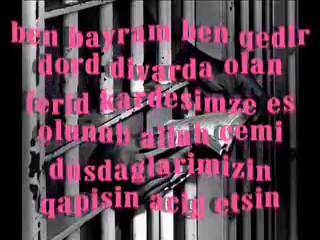 ben bayram ben qedir
dord divarda olan
ferid kardesimze es
olunub allah cemi
dusdaglarimizin
qapisin acig etsin